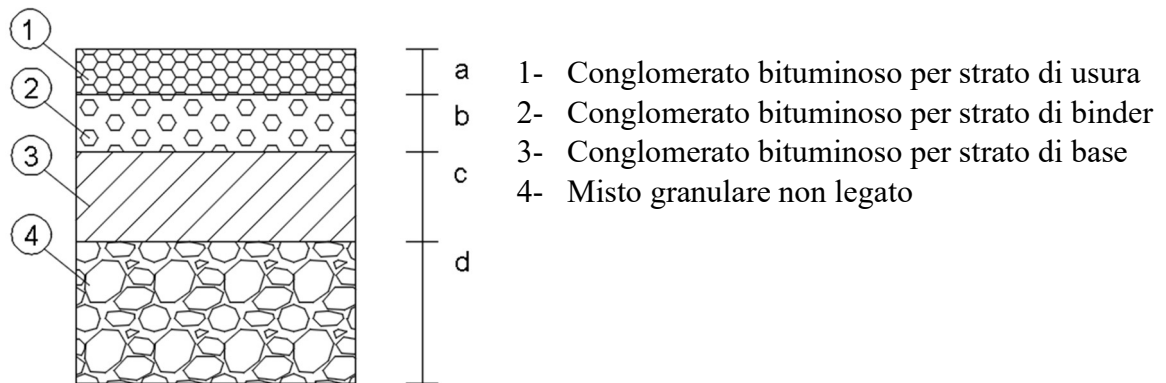 1
2
3
4
a
b
c
d
1- Conglomerato bituminoso per strato di usura
2- Conglomerato bituminoso per strato di binder
3- Conglomerato bituminoso per strato di base
4- Misto granulare non legato